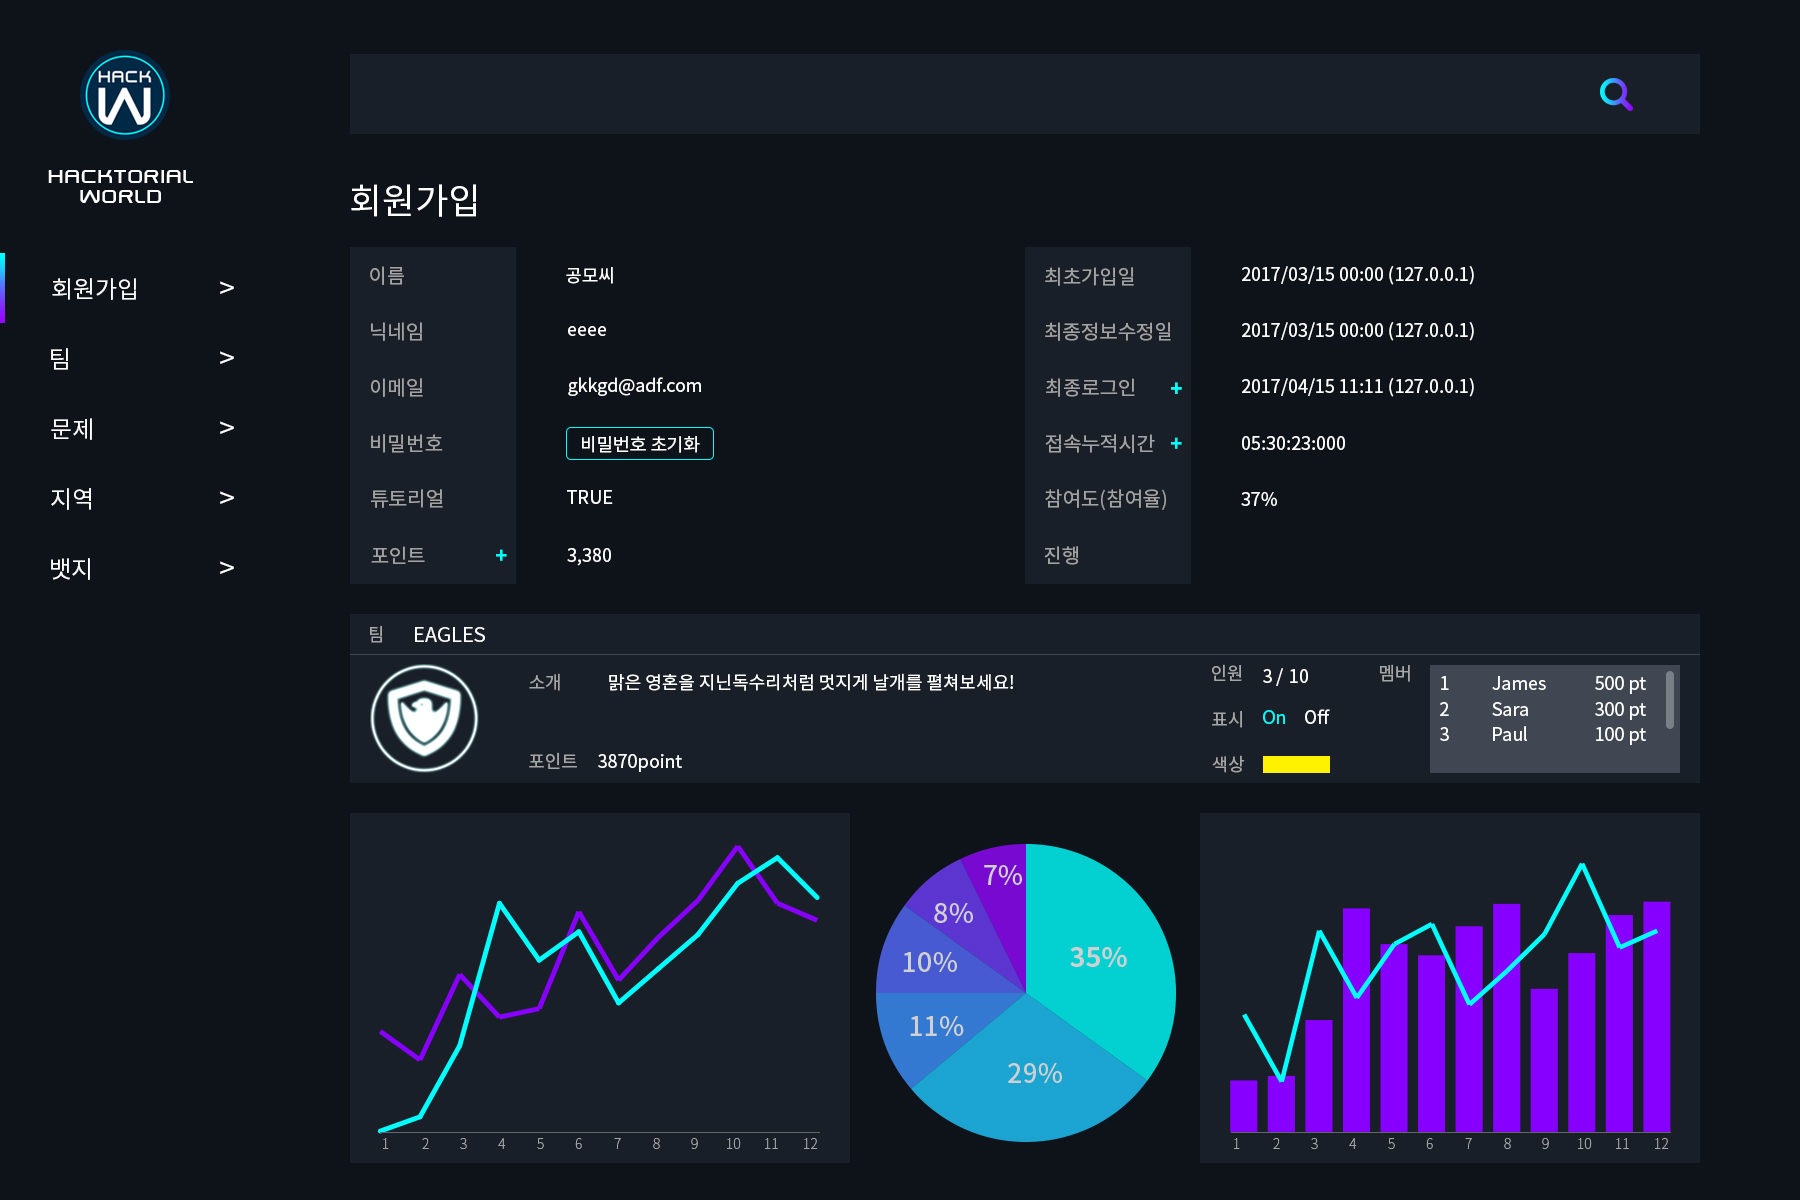 HACK
W
HACKTORIAL
WORLD
회원가입 >
팀 >
문제 >
지역 >
뱃지 >
회원가입
이름 공모씨
닉네임 eeee
이메일 gkkgd@adf.com
비밀번호 비밀번호 초기화
튜토리얼 TRUE
포인트 + 3,380
최초가입일 2017/03/15 00:00 (127.0.0.1)
최종정보수정일 2017/03/15 00:00 (127.0.0.1)
최종로그인 + 2017/04/15 11:11 (127.0.0.1)
접속누적시간 + 05:30:23:000
참여도(참여율) 37%
진행
팀 EAGLES
소개 맑은 영혼을 지닌독수리처럼 멋지게 날개를 펼쳐보세요!
포인트 3870point
인원 3 / 10
표시 On Off
색상
멤버
1 James 500 pt
2 Sara 300 pt
3 Paul 100 pt
1 2 3 4 5 6 7 8 9 10 11 12
7%
8%
10%
11%
29%
35%
1 2 3 4 5 6 7 8 9 10 11 12